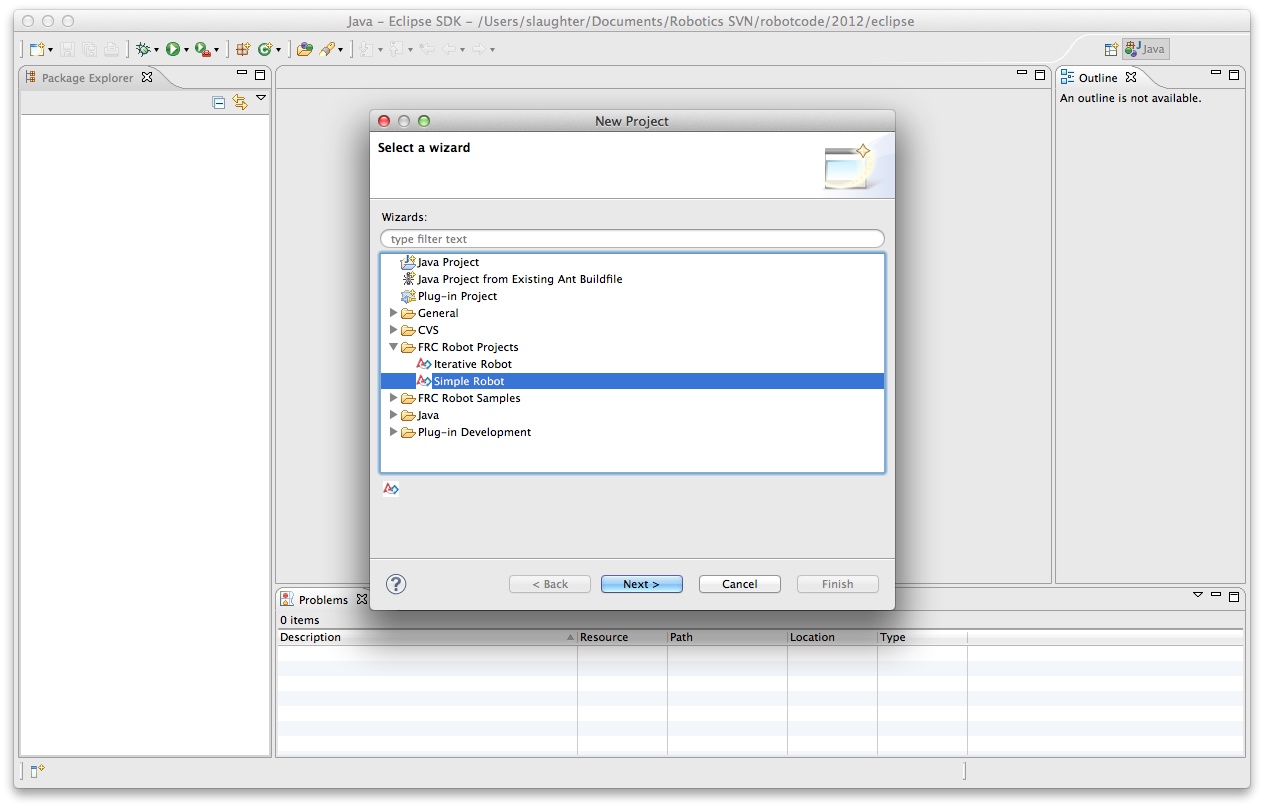 Java – Eclipse SDK – /Users/slaughter/Documents/Robotics SVN/robotcode/2012/eclipse
Java
Package Explorer
Outline
An outline is not available.
New Project
Select a wizard
Wizards:
type filter text
Java Project
Java Project from Existing Ant Buildfile
Plug-in Project
General
CVS
FRC Robot Projects
Iterative Robot
Simple Robot
FRC Robot Samples
Java
Plug-in Development
?
< Back
Next >
Cancel
Finish
Problems
0 items
Description
Resource
Path
Location
Type